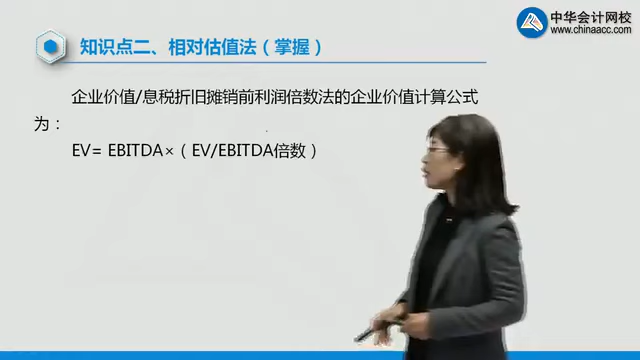 中华会计网校
www.chinaacc.com
知识点二、相对估值法（掌握）
企业价值/息税折旧摊销前利润倍数法的企业价值计算公式
为：
EV= EBITDA×（EV/EBITDA倍数）